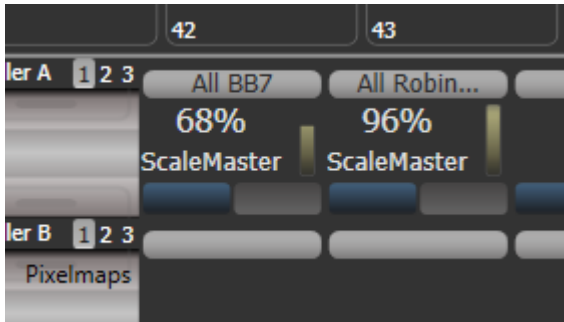 42 43
ler A 1 2 3
All BB7 All Robin...
68% 96%
ScaleMaster ScaleMaster
ler B 1 2 3
Pixelmaps